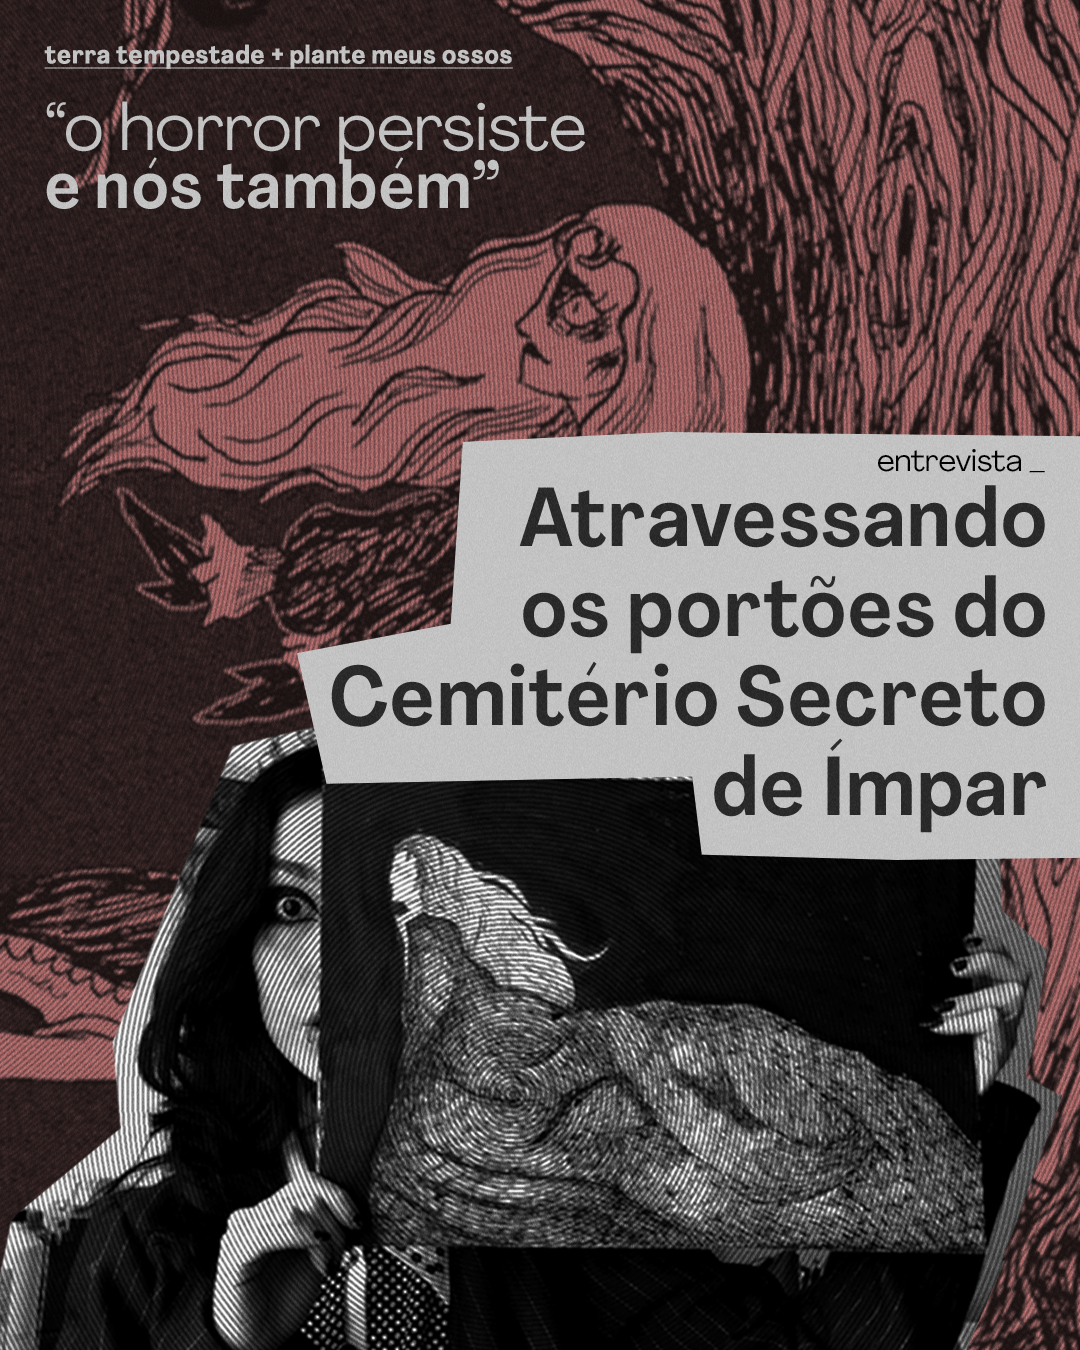 terra tempestade + plante meus ossos
“o horror persiste
e nós também”
entrevista _
Atravessando
os portões do
Cemitério Secreto
de Ímpar